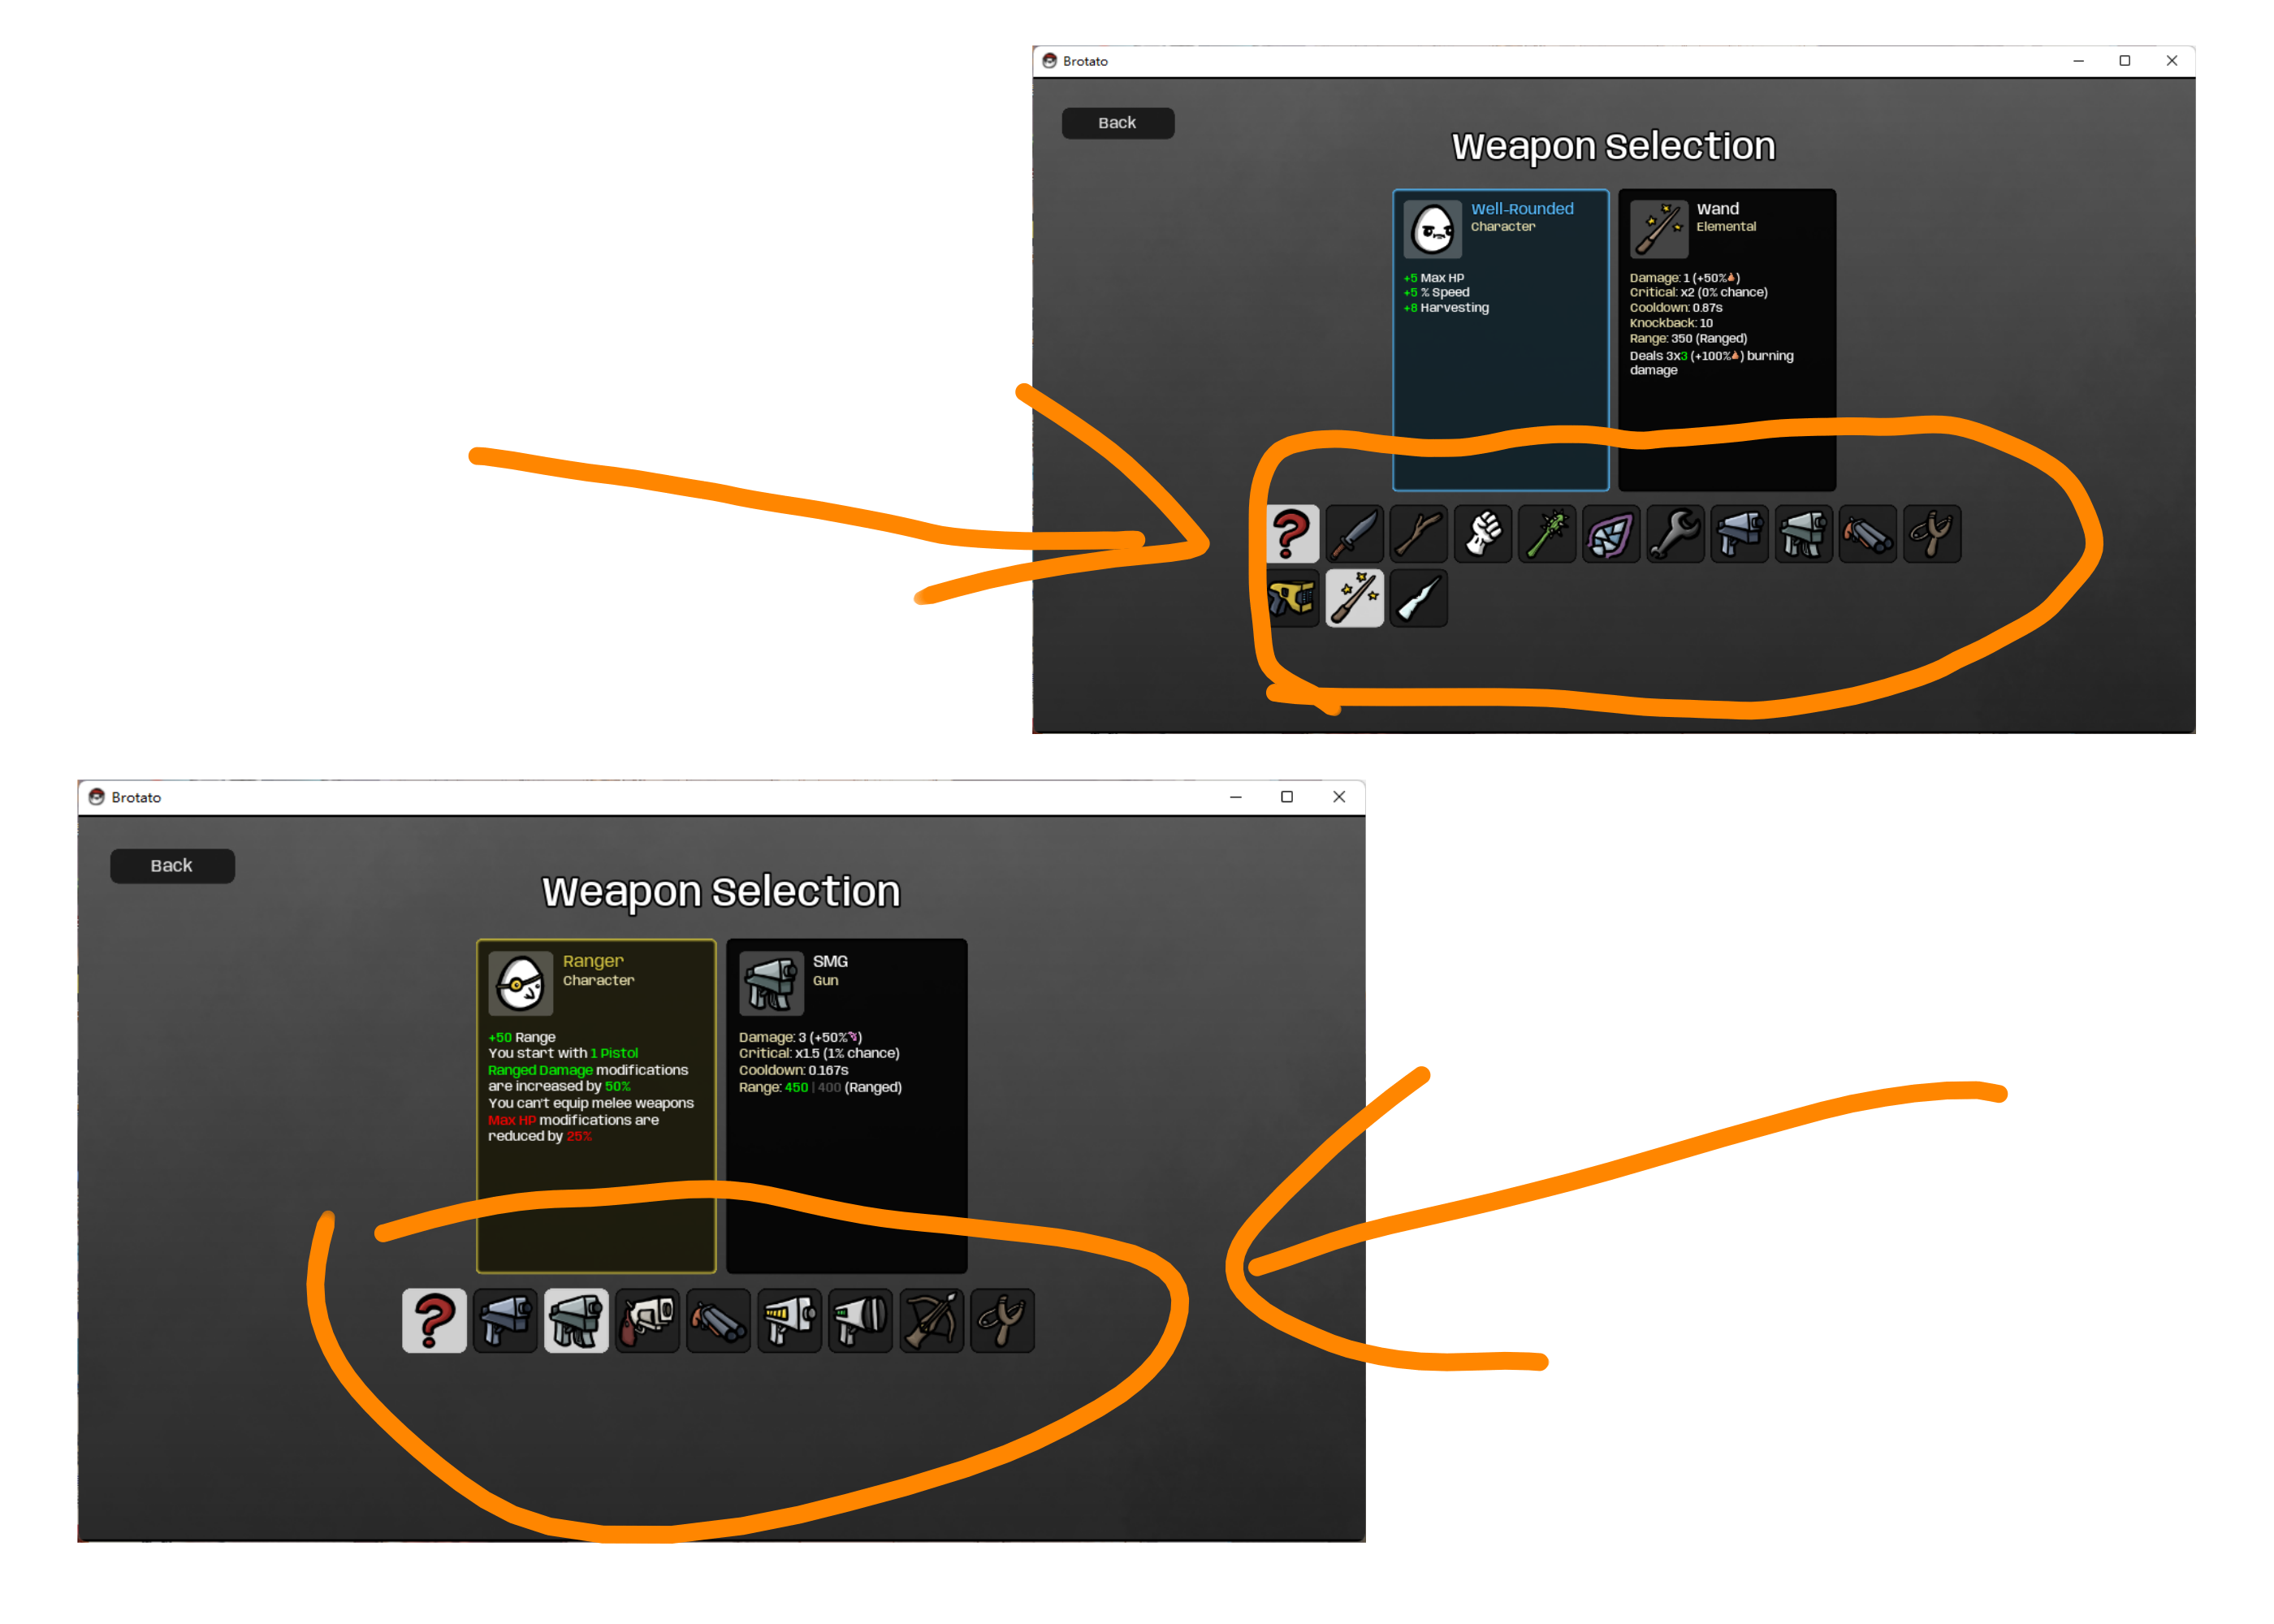 Brotato
Back
Weapon Selection
Well-Rounded
Character
+5 Max HP
+5 % Speed
+8 Harvesting
Wand
Elemental
Damage: 1 (+50%)
Critical: x2 (0% chance)
Cooldown: 0.87s
Knockback: 10
Range: 350 (Ranged)
Deals 3x3 (+100%) burning
damage
Brotato
Back
Weapon Selection
Ranger
Character
+50 Range
You start with 1 Pistol
Ranged Damage modifications
are increased by 50%
You can't equip melee weapons
Max HP modifications are
reduced by 25%
SMG
Gun
Damage: 3 (+50%)
Critical: x1.5 (1% chance)
Cooldown: 0.167s
Range: 450 | 400 (Ranged)